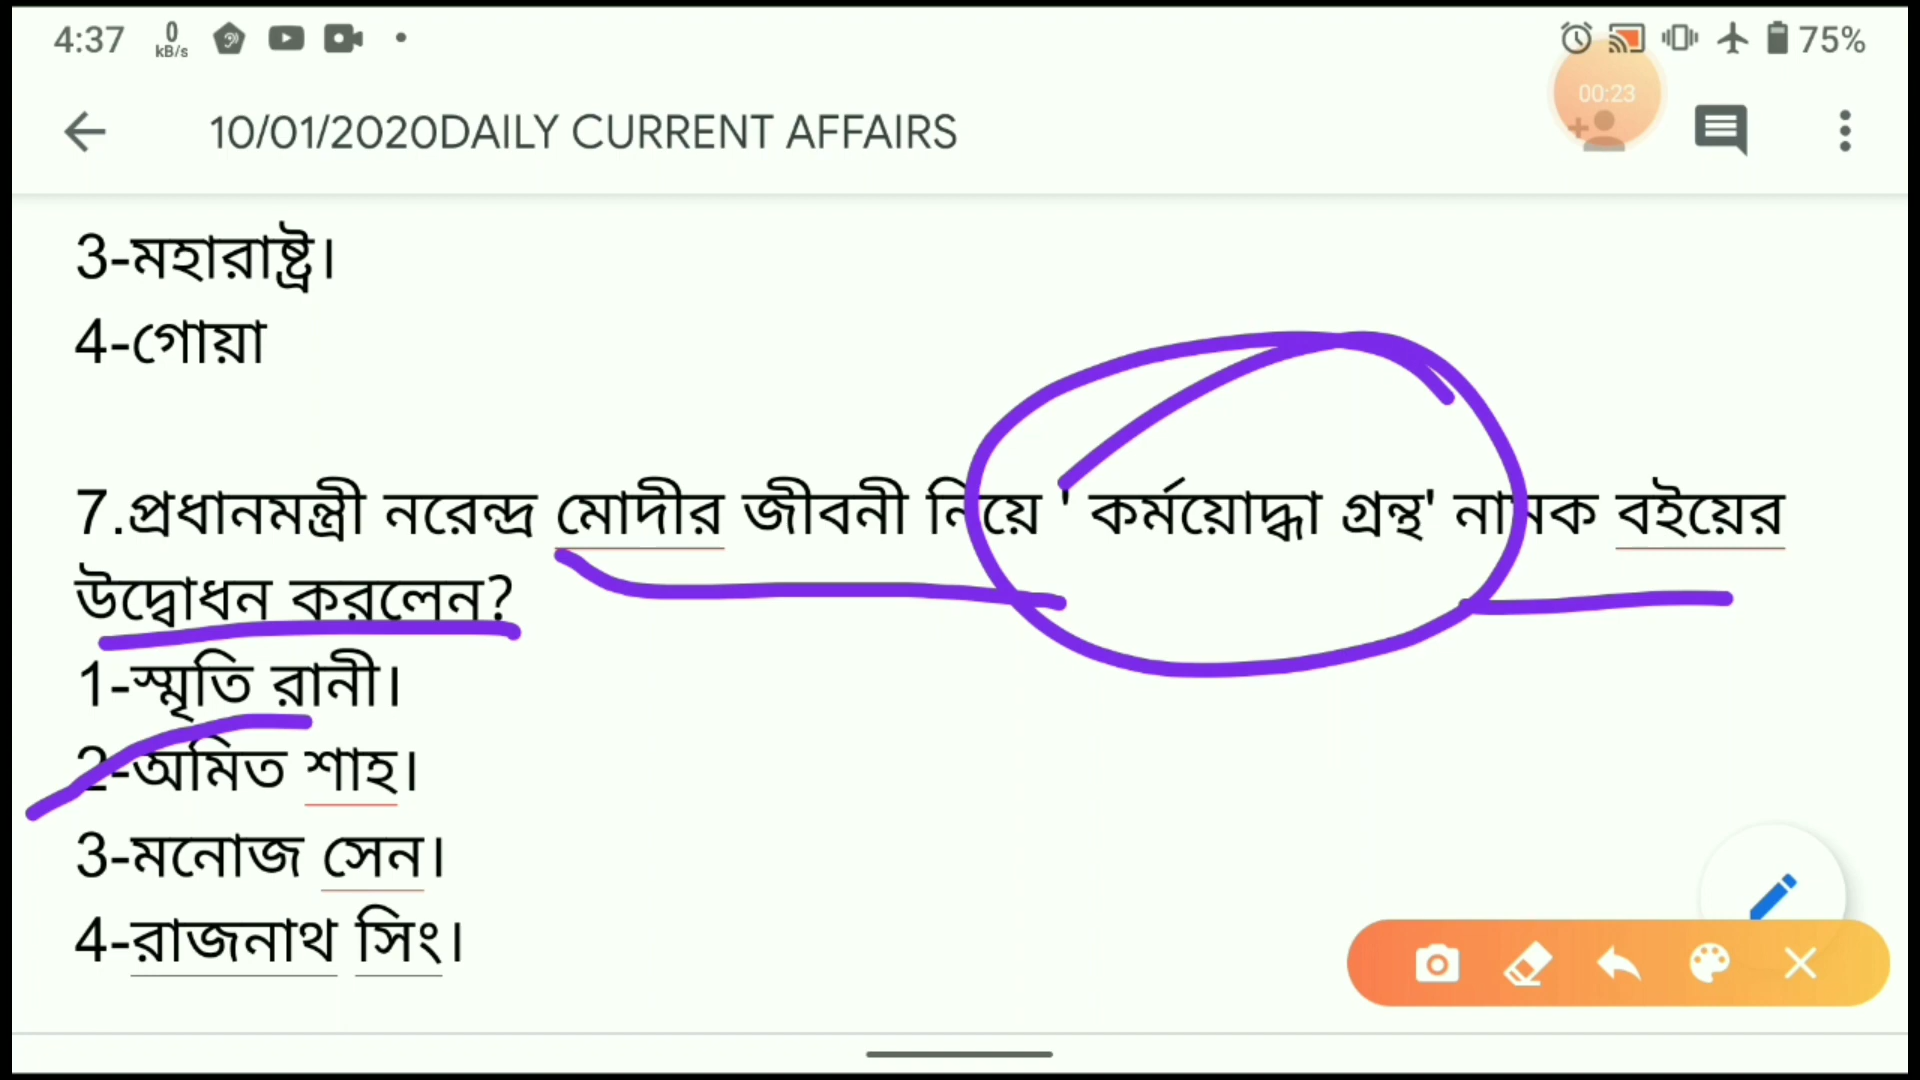 4:37 0 kB/s 75%
00:23
10/01/2020DAILY CURRENT AFFAIRS
3-মহারাষ্ট্র।
4-গোয়া
7.প্রধানমন্ত্রী নরেন্দ্র মোদীর জীবনী নিয়ে ' কর্ময়োদ্ধা গ্রন্থ' নামক বইয়ের
উদ্বোধন করলেন?
1-স্মৃতি রানী।
2-অমিত শাহ।
3-মনোজ সেন।
4-রাজনাথ সিং।